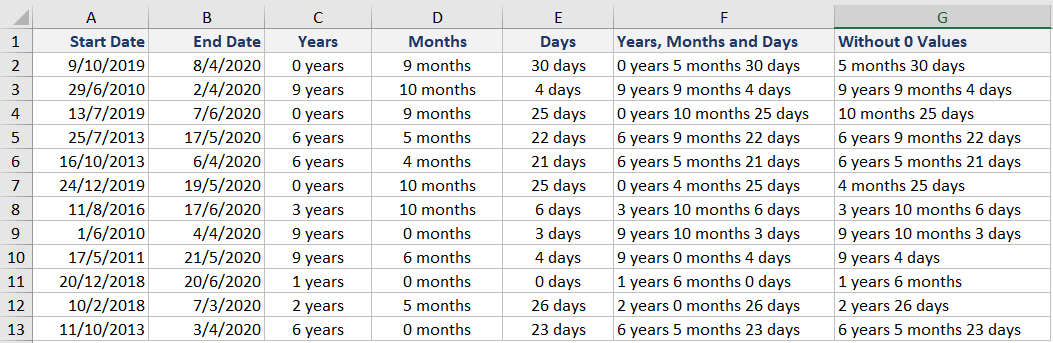 A B C D E F G
1 Start Date End Date Years Months Days Years, Months and Days Without 0 Values
2 9/10/2019 8/4/2020 0 years 9 months 30 days 0 years 5 months 30 days 5 months 30 days
3 29/6/2010 2/4/2020 9 years 10 months 4 days 9 years 9 months 4 days 9 years 9 months 4 days
4 13/7/2019 7/6/2020 0 years 9 months 25 days 0 years 10 months 25 days 10 months 25 days
5 25/7/2013 17/5/2020 6 years 5 months 22 days 6 years 9 months 22 days 6 years 9 months 22 days
6 16/10/2013 6/4/2020 6 years 4 months 21 days 6 years 5 months 21 days 6 years 5 months 21 days
7 24/12/2019 19/5/2020 0 years 10 months 25 days 0 years 4 months 25 days 4 months 25 days
8 11/8/2016 17/6/2020 3 years 10 months 6 days 3 years 10 months 6 days 3 years 10 months 6 days
9 1/6/2010 4/4/2020 9 years 0 months 3 days 9 years 10 months 3 days 9 years 10 months 3 days
10 17/5/2011 21/5/2020 9 years 6 months 4 days 9 years 0 months 4 days 9 years 4 days
11 20/12/2018 20/6/2020 1 years 0 months 0 days 1 years 6 months 0 days 1 years 6 months
12 10/2/2018 7/3/2020 2 years 5 months 26 days 2 years 0 months 26 days 2 years 26 days
13 11/10/2013 3/4/2020 6 years 0 months 23 days 6 years 5 months 23 days 6 years 5 months 23 days